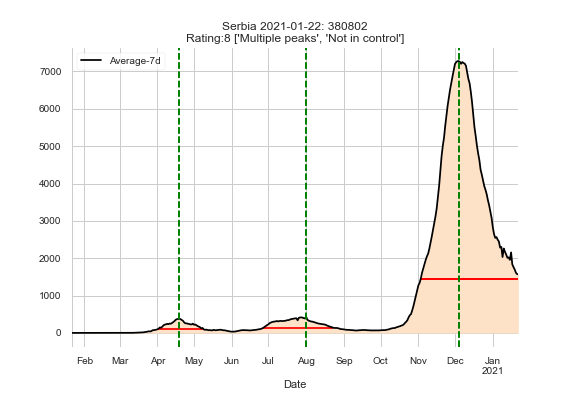 Serbia 2021-01-22: 380802
Rating:8 ['Multiple peaks', 'Not in control']
Average-7d
7000
6000
5000
4000
3000
2000
1000
0
Feb Mar Apr May Jun Jul Aug Sep Oct Nov Dec Jan
2021
Date